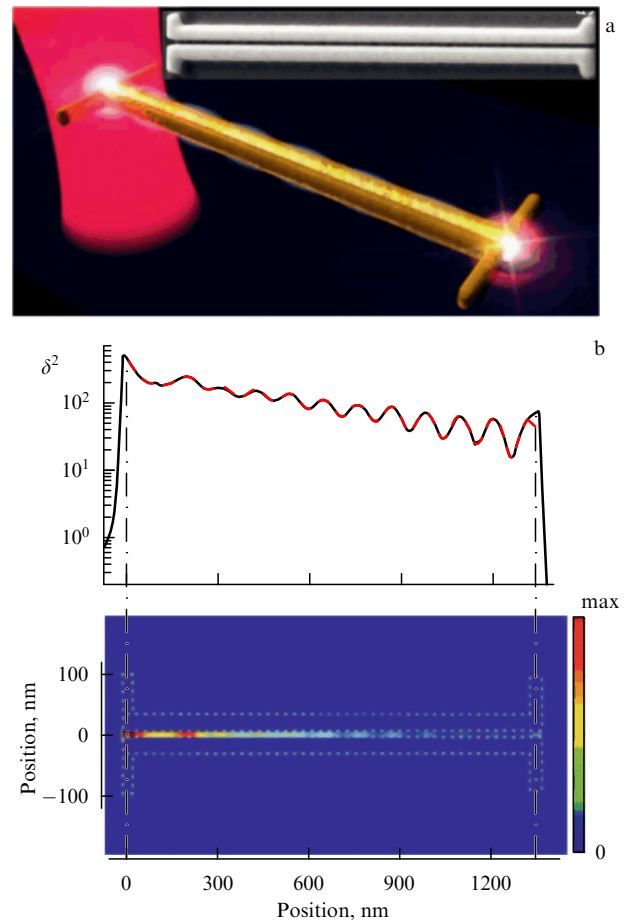 a
b
δ²
10²
10¹
10⁰
max
100
0
−100
Position, nm
0
0 300 600 900 1200
Position, nm